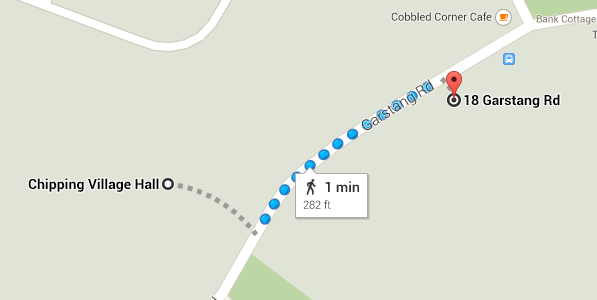 Cobbled Corner Cafe
Bank Cottage
T
Garstang Rd
18 Garstang Rd
Chipping Village Hall
1 min
282 ft